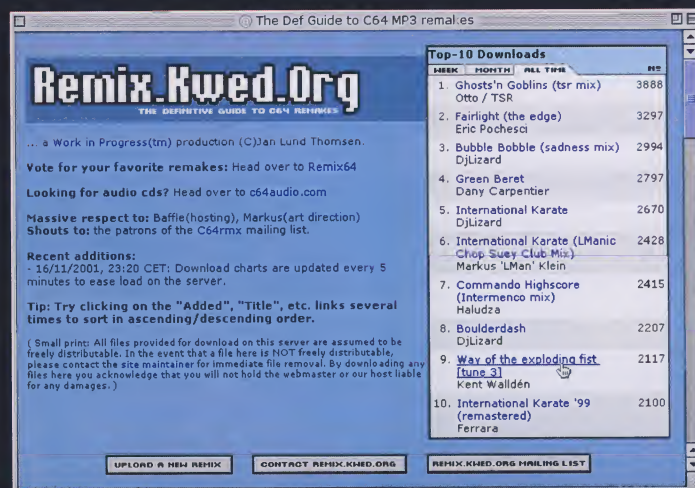 The Def Guide to C64 MP3 remakes
Remix.Kwed.Org
THE DEFINITIVE GUIDE TO C64 REMAKES
... a Work in Progress(tm) production (C)Jan Lund Thomsen.
Vote for your favorite remakes: Head over to Remix64
Looking for audio cds? Head over to c64audio.com
Massive respect to: Baffle(hosting), Markus(art direction)
Shouts to: the patrons of the C64rmx mailing list.
Recent additions:
- 16/11/2001, 23:20 CET: Download charts are updated every 5
minutes to ease load on the server.
Tip: Try clicking on the "Added", "Title", etc. links several
times to sort in ascending/descending order.
( Small print: All files provided for download on this server are assumed to be
freely distributable. In the event that a file here is NOT freely distributable,
please contact the site maintainer for immediate file removal. By downloading any
files here you acknowledge that you will not hold the webmaster or our host liable
for any damages. )
Top-10 Downloads
WEEK MONTH ALL TIME Nº
1. Ghosts'n Goblins (tsr mix) 3888
Otto / TSR
2. Fairlight (the edge) 3297
Eric Pochesci
3. Bubble Bobble (sadness mix) 2994
DjLizard
4. Green Beret 2797
Dany Carpentier
5. International Karate 2670
DjLizard
6. International Karate (LManic 2428
Chop Suey Club Mix)
Markus 'LMan' Klein
7. Commando Highscore 2415
(Intermenco mix)
Haludza
8. Boulderdash 2207
DjLizard
9. Way of the exploding fist 2117
[tune 3]
Kent Walldén
10. International Karate '99 2100
(remastered)
Ferrara
UPLOAD A NEW REMIX CONTACT REMIX.KWED.ORG REMIX.KWED.ORG MAILING LIST